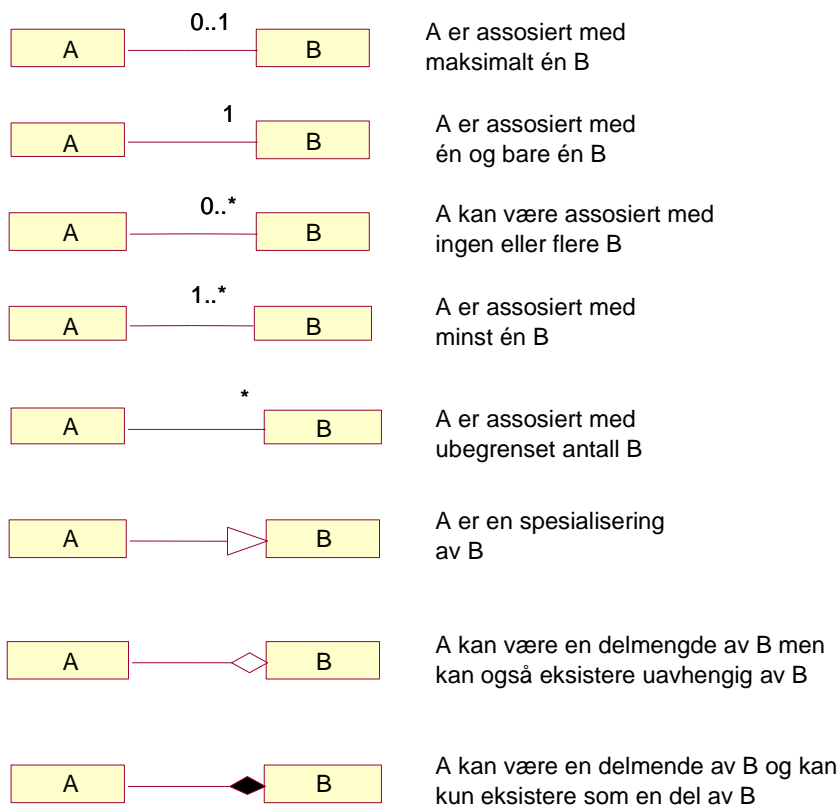 0..1
A B
A er assosiert med
maksimalt én B
1
A B
A er assosiert med
én og bare én B
0..*
A B
A kan være assosiert med
ingen eller flere B
1..*
A B
A er assosiert med
minst én B
*
A B
A er assosiert med
ubegrenset antall B
A B
A er en spesialisering
av B
A B
A kan være en delmengde av B men
kan også eksistere uavhengig av B
A B
A kan være en delmende av B og kan
kun eksistere som en del av B